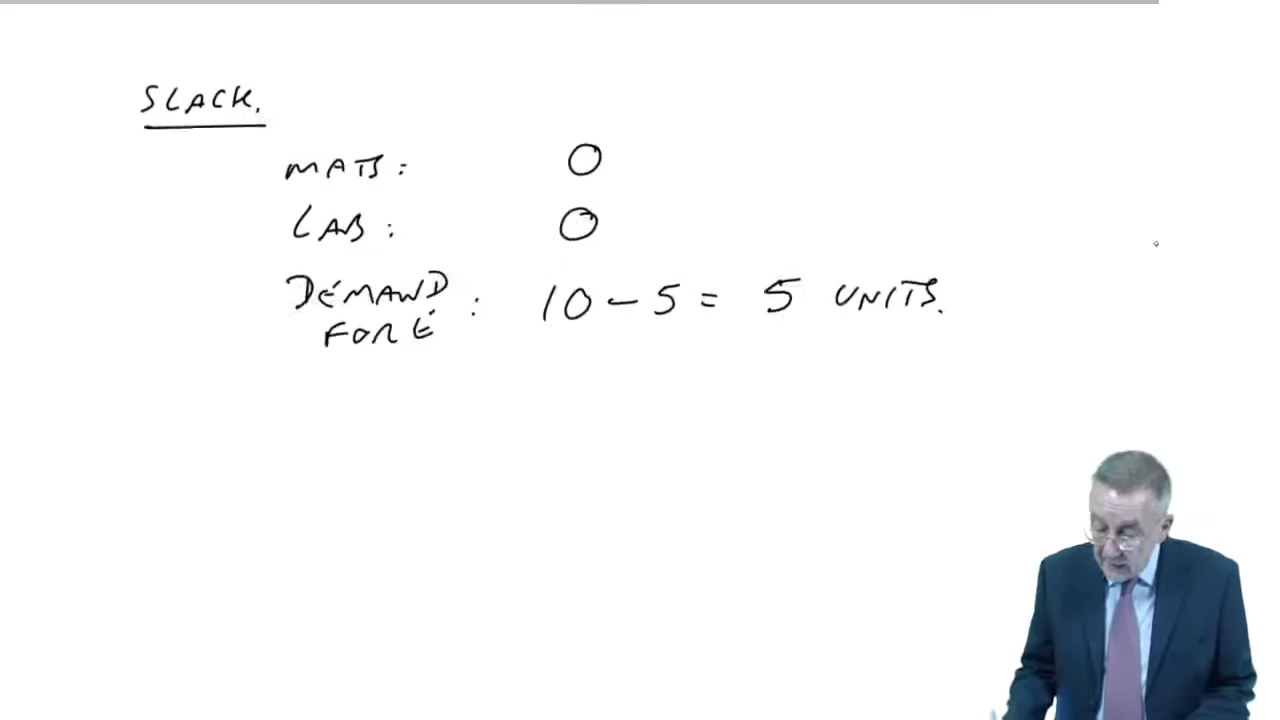 SLACK.
MATS: 0
LAB: 0
DEMAND FOR E: 10 - 5 = 5 UNITS.